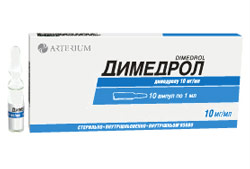 ARTERIUM
DIMEDROL
ДИМЕДРОЛ
димедролу 10 мг/мл
10 ампул по 1 мл
10 мг/мл